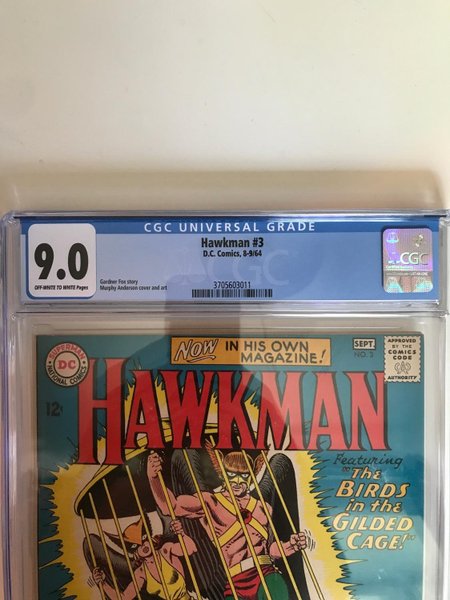 CGC UNIVERSAL GRADE
9.0
OFF-WHITE TO WHITE Pages
Hawkman #3
D.C. Comics, 8-9/64
Gardner Fox story
Murphy Anderson cover and art
3705603011
CGC
SUPERMAN
DC
NATIONAL COMICS
NOW IN HIS OWN
MAGAZINE!
SEPT.
NO. 3
APPROVED
BY THE
COMICS
CODE
AUTHORITY
12¢
HAWKMAN
Featuring
"The
BIRDS
in the
GILDED
CAGE!"